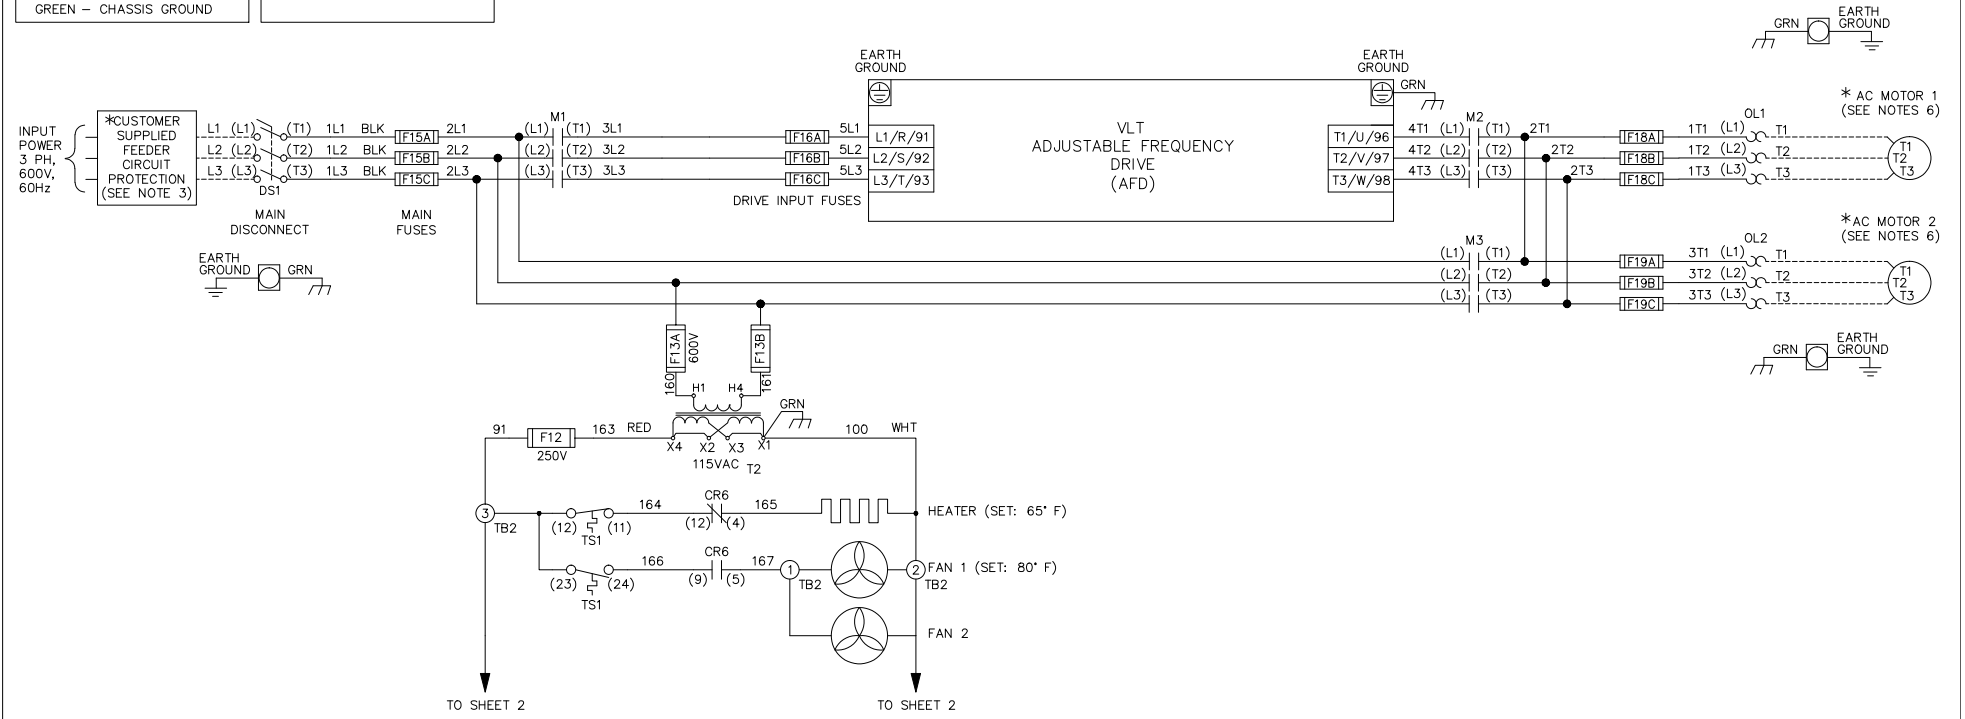 GREEN – CHASSIS GROUND
GRN
EARTH
GROUND
EARTH
GROUND
EARTH
GROUND
GRN
INPUT
POWER
3 PH,
600V,
60Hz
*CUSTOMER
SUPPLIED
FEEDER
CIRCUIT
PROTECTION
(SEE NOTE 3)
L1 (L1) (T1) 1L1 BLK F15A 2L1
L2 (L2) (T2) 1L2 BLK F15B 2L2
L3 (L3) (T3) 1L3 BLK F15C 2L3
DS1
MAIN
DISCONNECT
MAIN
FUSES
M1
(L1) (T1) 3L1 F16A 5L1
(L2) (T2) 3L2 F16B 5L2
(L3) (T3) 3L3 F16C 5L3
DRIVE INPUT FUSES
L1/R/91
L2/S/92
L3/T/93
VLT
ADJUSTABLE FREQUENCY
DRIVE
(AFD)
T1/U/96
T2/V/97
T3/W/98
M2
4T1 (L1) (T1) 2T1 F18A 1T1 (L1) T1
4T2 (L2) (T2) 2T2 F18B 1T2 (L2) T2
4T3 (L3) (T3) 2T3 F18C 1T3 (L3) T3
OL1
* AC MOTOR 1
(SEE NOTES 6)
T1
T2
T3
EARTH
GROUND
GRN
M3
(L1) (T1) F19A 3T1 (L1) T1
(L2) (T2) F19B 3T2 (L2) T2
(L3) (T3) F19C 3T3 (L3) T3
OL2
*AC MOTOR 2
(SEE NOTES 6)
T1
T2
T3
GRN
EARTH
GROUND
F13A
600V
F13B
160
161
H1 H4
GRN
91 F12 163 RED
250V
X4 X2 X3 X1
115VAC T2
100 WHT
3
TB2
(12) (11)
TS1
164
CR6
(12) (4)
165
HEATER (SET: 65° F)
(23) (24)
TS1
166
CR6
(9) (5)
167
1
TB2
2
TB2
FAN 1 (SET: 80° F)
FAN 2
TO SHEET 2
TO SHEET 2